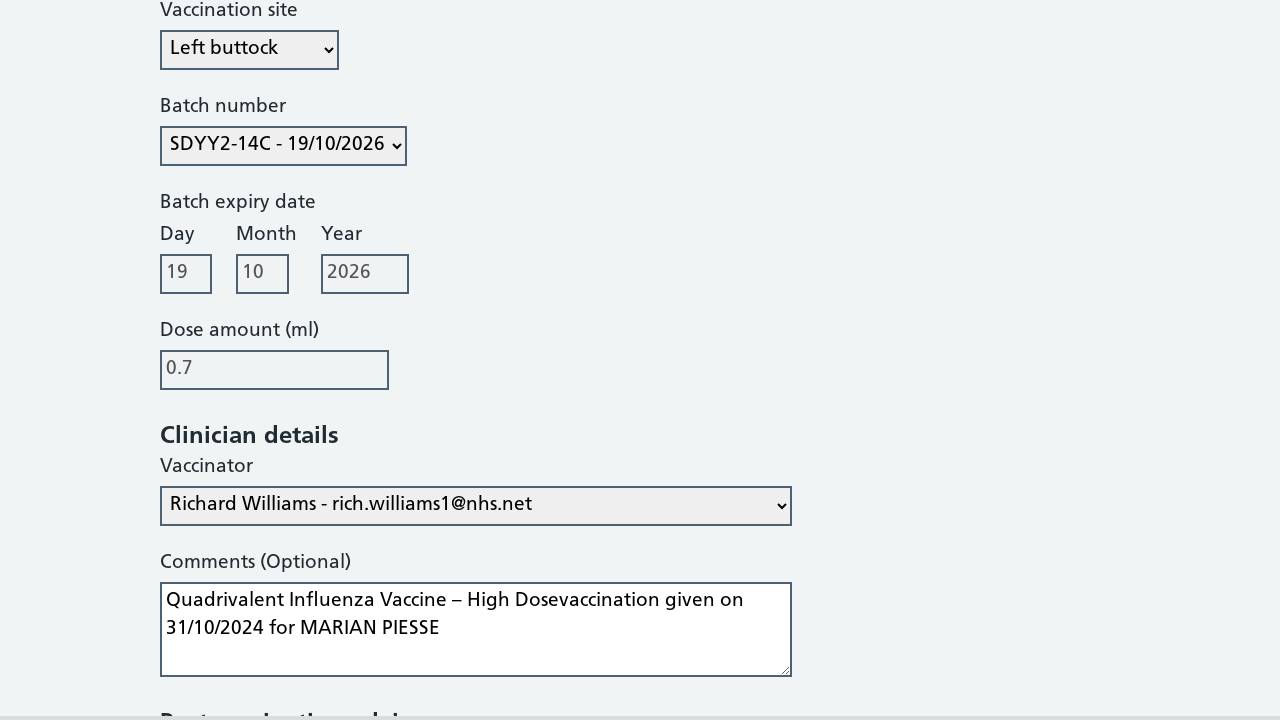 Vaccination site
Left buttock
Batch number
SDYY2-14C - 19/10/2026
Batch expiry date
Day Month Year
19 10 2026
Dose amount (ml)
0.7
Clinician details
Vaccinator
Richard Williams - rich.williams1@nhs.net
Comments (Optional)
Quadrivalent Influenza Vaccine – High Dosevaccination given on
31/10/2024 for MARIAN PIESSE